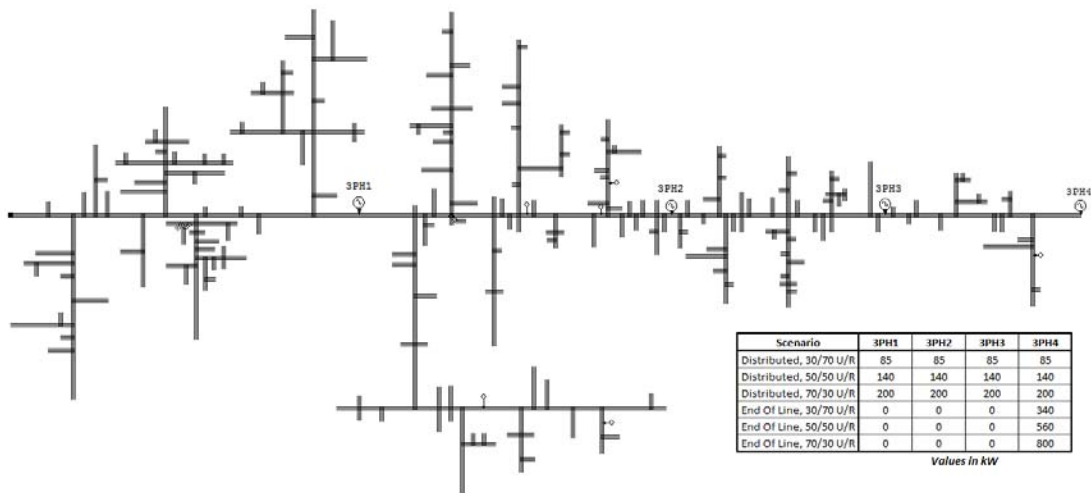 3PH1
3PH2
3PH3
3PH4
Scenario 3PH1 3PH2 3PH3 3PH4
Distributed, 30/70 U/R 85 85 85 85
Distributed, 50/50 U/R 140 140 140 140
Distributed, 70/30 U/R 200 200 200 200
End Of Line, 30/70 U/R 0 0 0 340
End Of Line, 50/50 U/R 0 0 0 560
End Of Line, 70/30 U/R 0 0 0 800
Values in kW